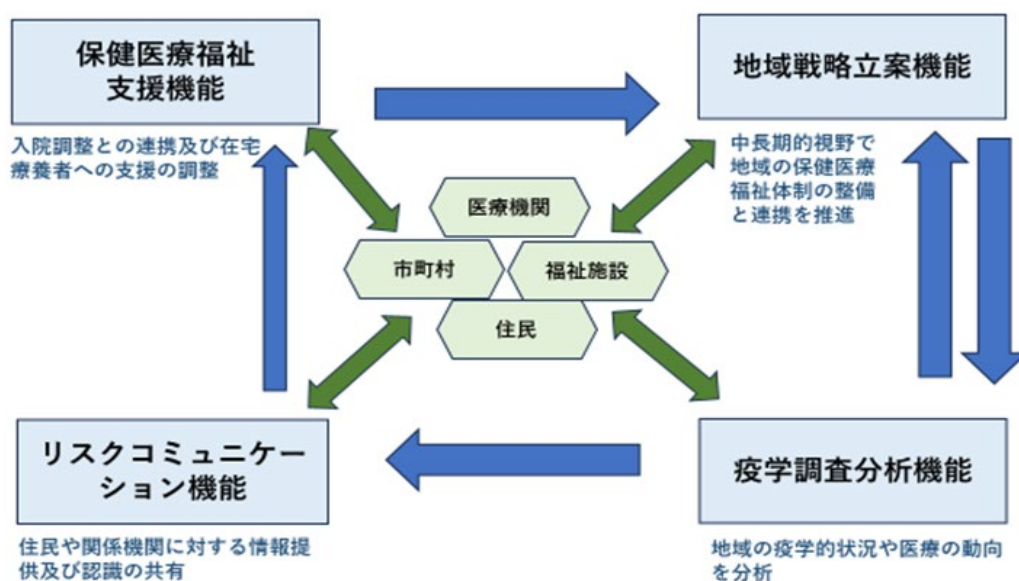 保健医療福祉
支援機能
入院調整との連携及び在宅
療養者への支援の調整
地域戦略立案機能
中長期的視野で
地域の保健医療
福祉体制の整備
と連携を推進
医療機関
市町村
福祉施設
住民
リスクコミュニケー
ション機能
住民や関係機関に対する情報提
供及び認識の共有
疫学調査分析機能
地域の疫学的状況や医療の動向
を分析